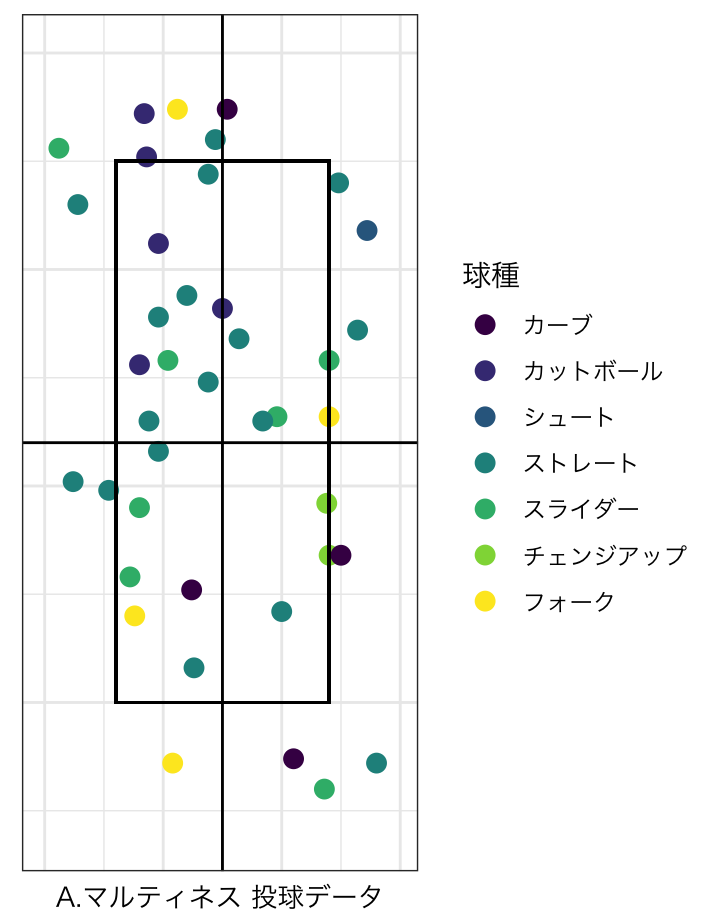 球種
カーブ
カットボール
シュート
ストレート
スライダー
チェンジアップ
フォーク
A.マルティネス 投球データ